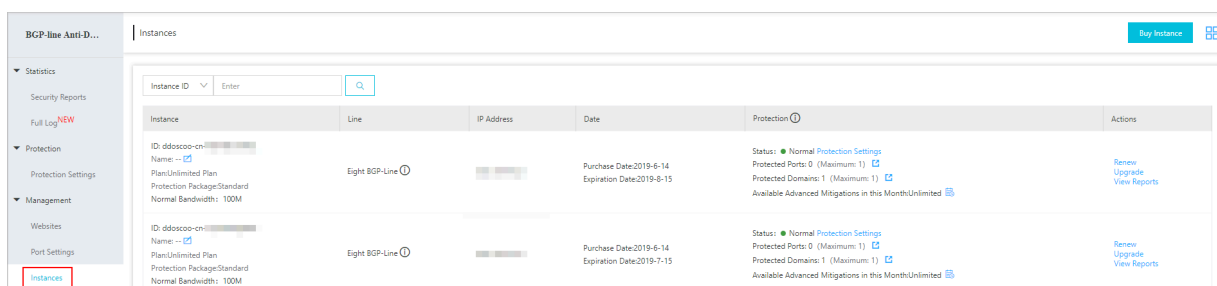 BGP-line Anti-D...
Instances
Buy Instance
Statistics
Security Reports
Full Log NEW
Protection
Protection Settings
Management
Websites
Port Settings
Instances
Instance ID
Enter
Instance Line IP Address Date Protection Actions
ID: ddoscoo-cn-
Name: --
Plan:Unlimited Plan
Protection Package:Standard
Normal Bandwidth: 100M
Eight BGP-Line
Purchase Date:2019-6-14
Expiration Date:2019-8-15
Status: Normal Protection Settings
Protected Ports: 0 (Maximum: 1)
Protected Domains: 1 (Maximum: 1)
Available Advanced Mitigations in this Month:Unlimited
Renew
Upgrade
View Reports
ID: ddoscoo-cn-
Name: --
Plan:Unlimited Plan
Protection Package:Standard
Normal Bandwidth: 100M
Eight BGP-Line
Purchase Date:2019-6-14
Expiration Date:2019-7-15
Status: Normal Protection Settings
Protected Ports: 0 (Maximum: 1)
Protected Domains: 1 (Maximum: 1)
Available Advanced Mitigations in this Month:Unlimited
Renew
Upgrade
View Reports